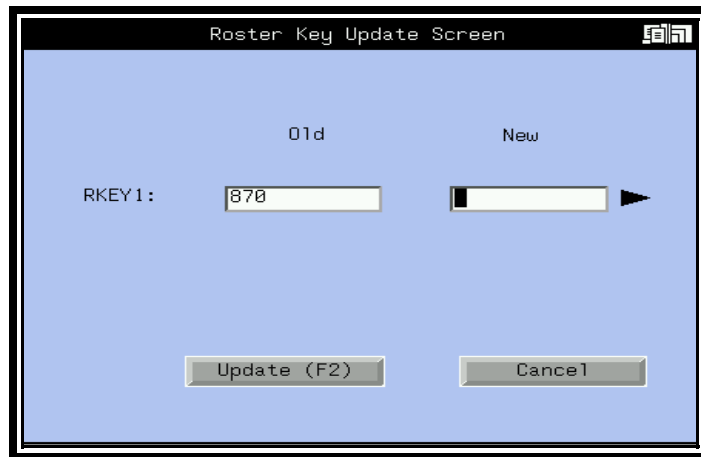 Roster Key Update Screen
Old New
RKEY1: 870
Update (F2) Cancel